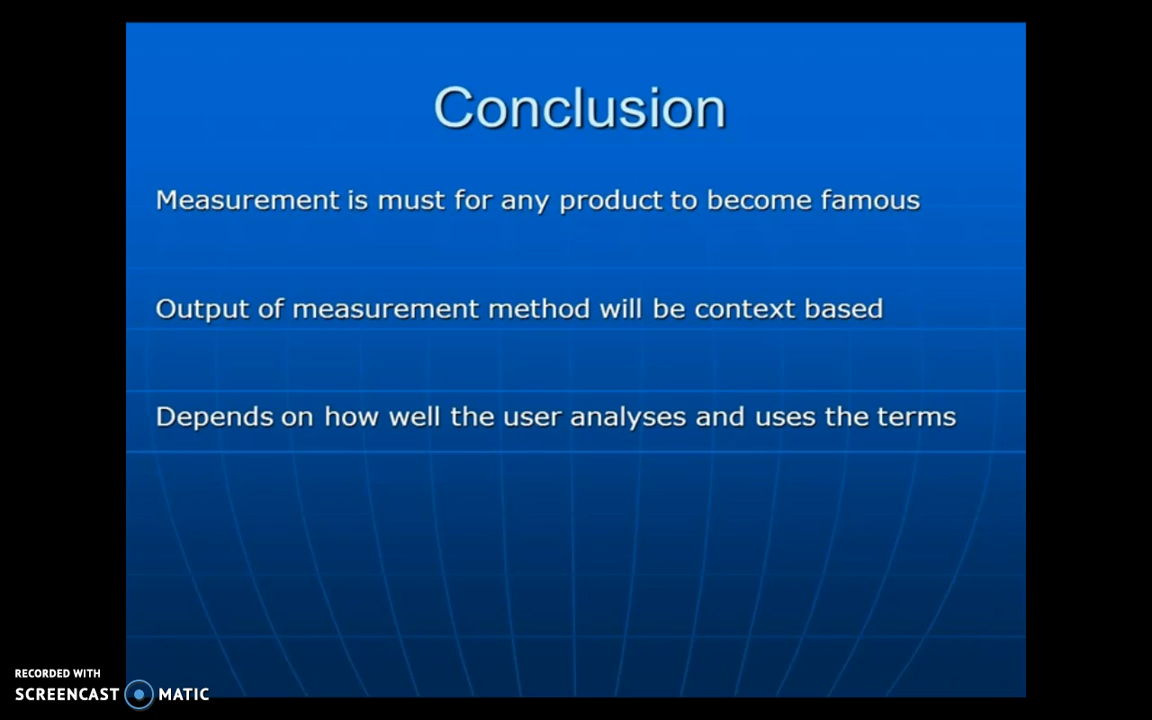 Conclusion
Measurement is must for any product to become famous
Output of measurement method will be context based
Depends on how well the user analyses and uses the terms
RECORDED WITH
SCREENCAST MATIC